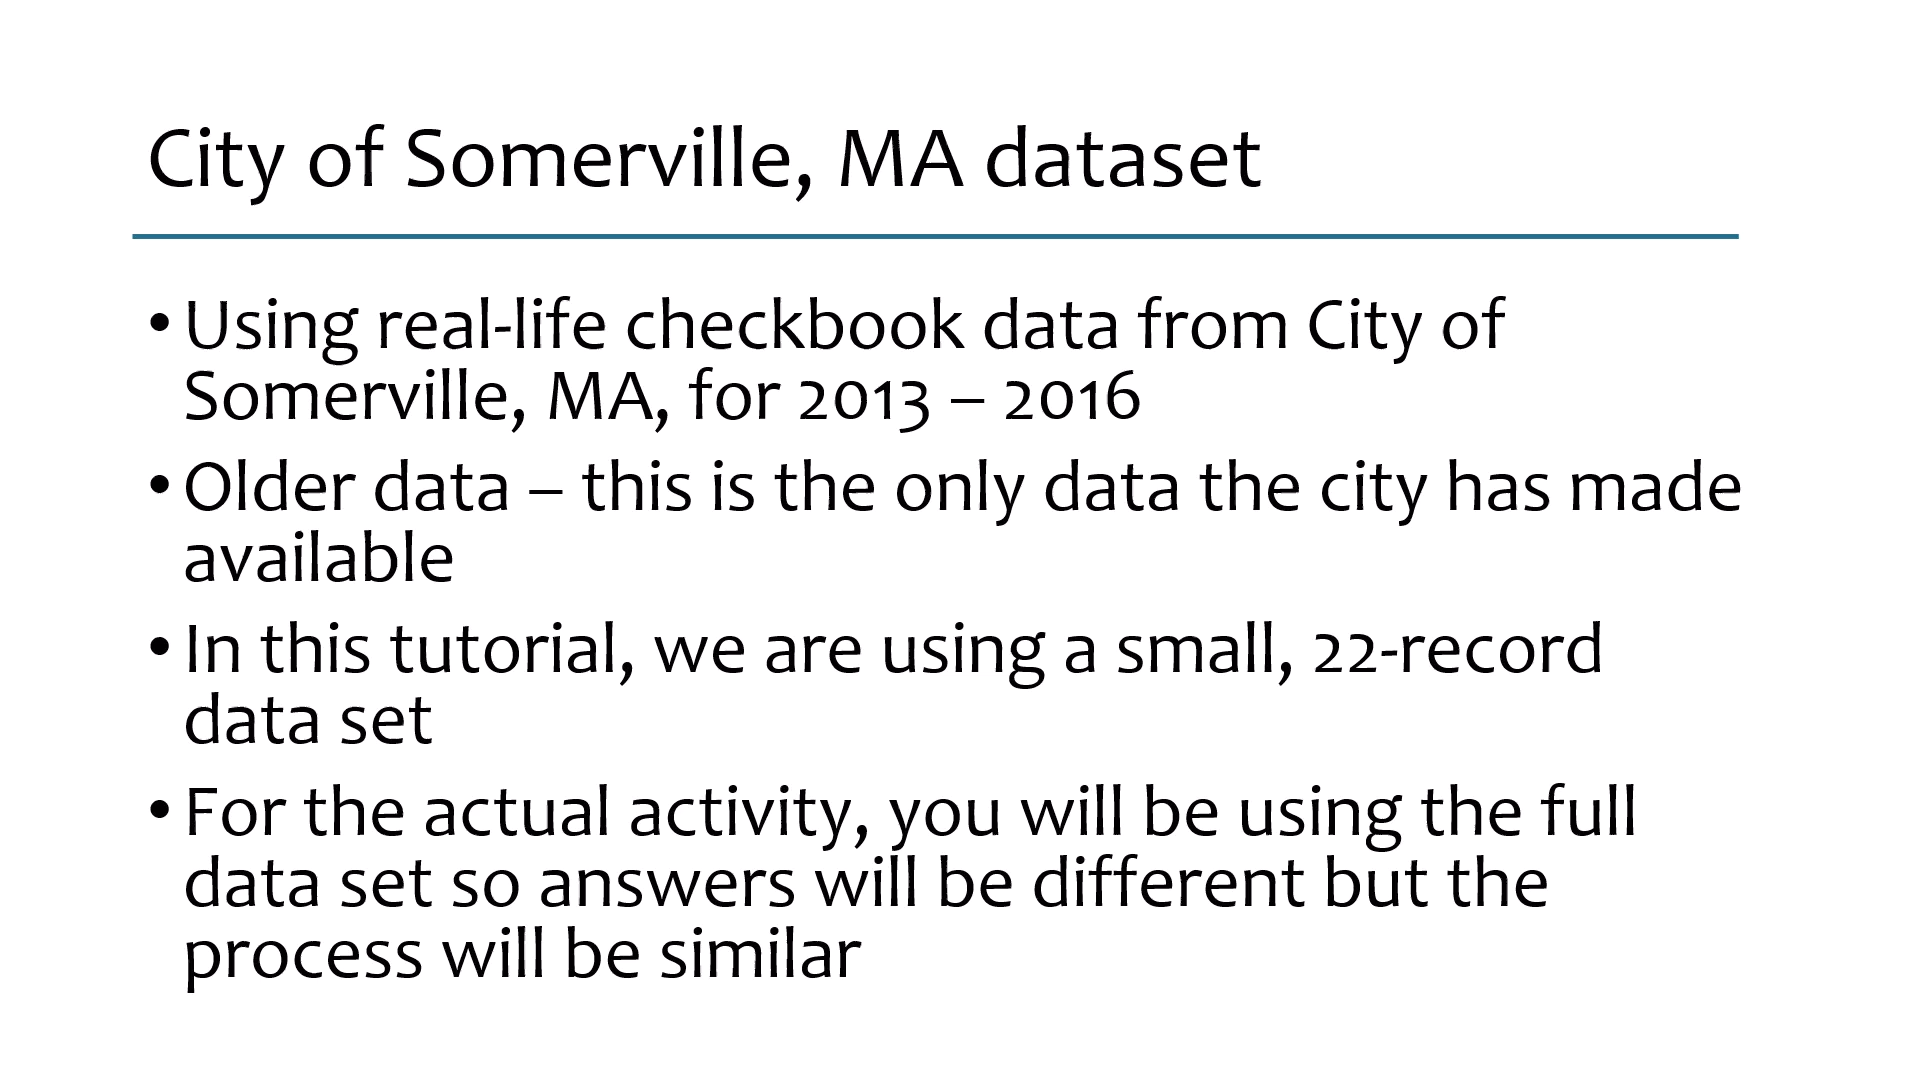 City of Somerville, MA dataset
• Using real-life checkbook data from City of
Somerville, MA, for 2013 – 2016
• Older data – this is the only data the city has made
available
• In this tutorial, we are using a small, 22-record
data set
• For the actual activity, you will be using the full
data set so answers will be different but the
process will be similar